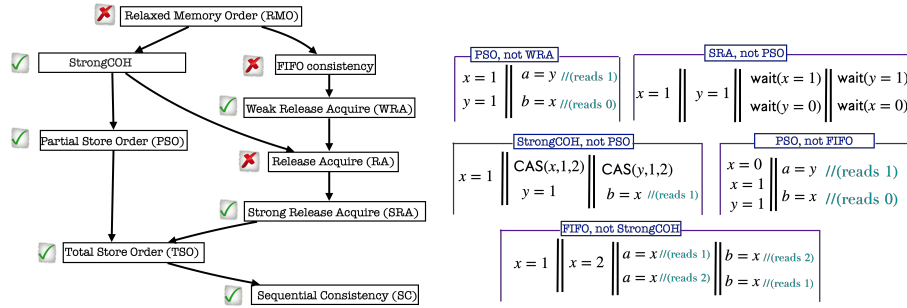 Relaxed Memory Order (RMO)
StrongCOH
FIFO consistency
Weak Release Acquire (WRA)
Partial Store Order (PSO)
Release Acquire (RA)
Strong Release Acquire (SRA)
Total Store Order (TSO)
Sequential Consistency (SC)
PSO, not WRA
x = 1 || a = y //(reads 1)
y = 1 || b = x //(reads 0)
SRA, not PSO
x = 1 || y = 1 || wait(x = 1) || wait(y = 1)
wait(y = 0) || wait(x = 0)
StrongCOH, not PSO
x = 1 || CAS(x,1,2) || CAS(y,1,2)
y = 1 || b = x //(reads 1)
PSO, not FIFO
x = 0
x = 1 || a = y //(reads 1)
y = 1 || b = x //(reads 0)
FIFO, not StrongCOH
x = 1 || x = 2 || a = x //(reads 1) || b = x //(reads 2)
a = x //(reads 2) || b = x //(reads 1)